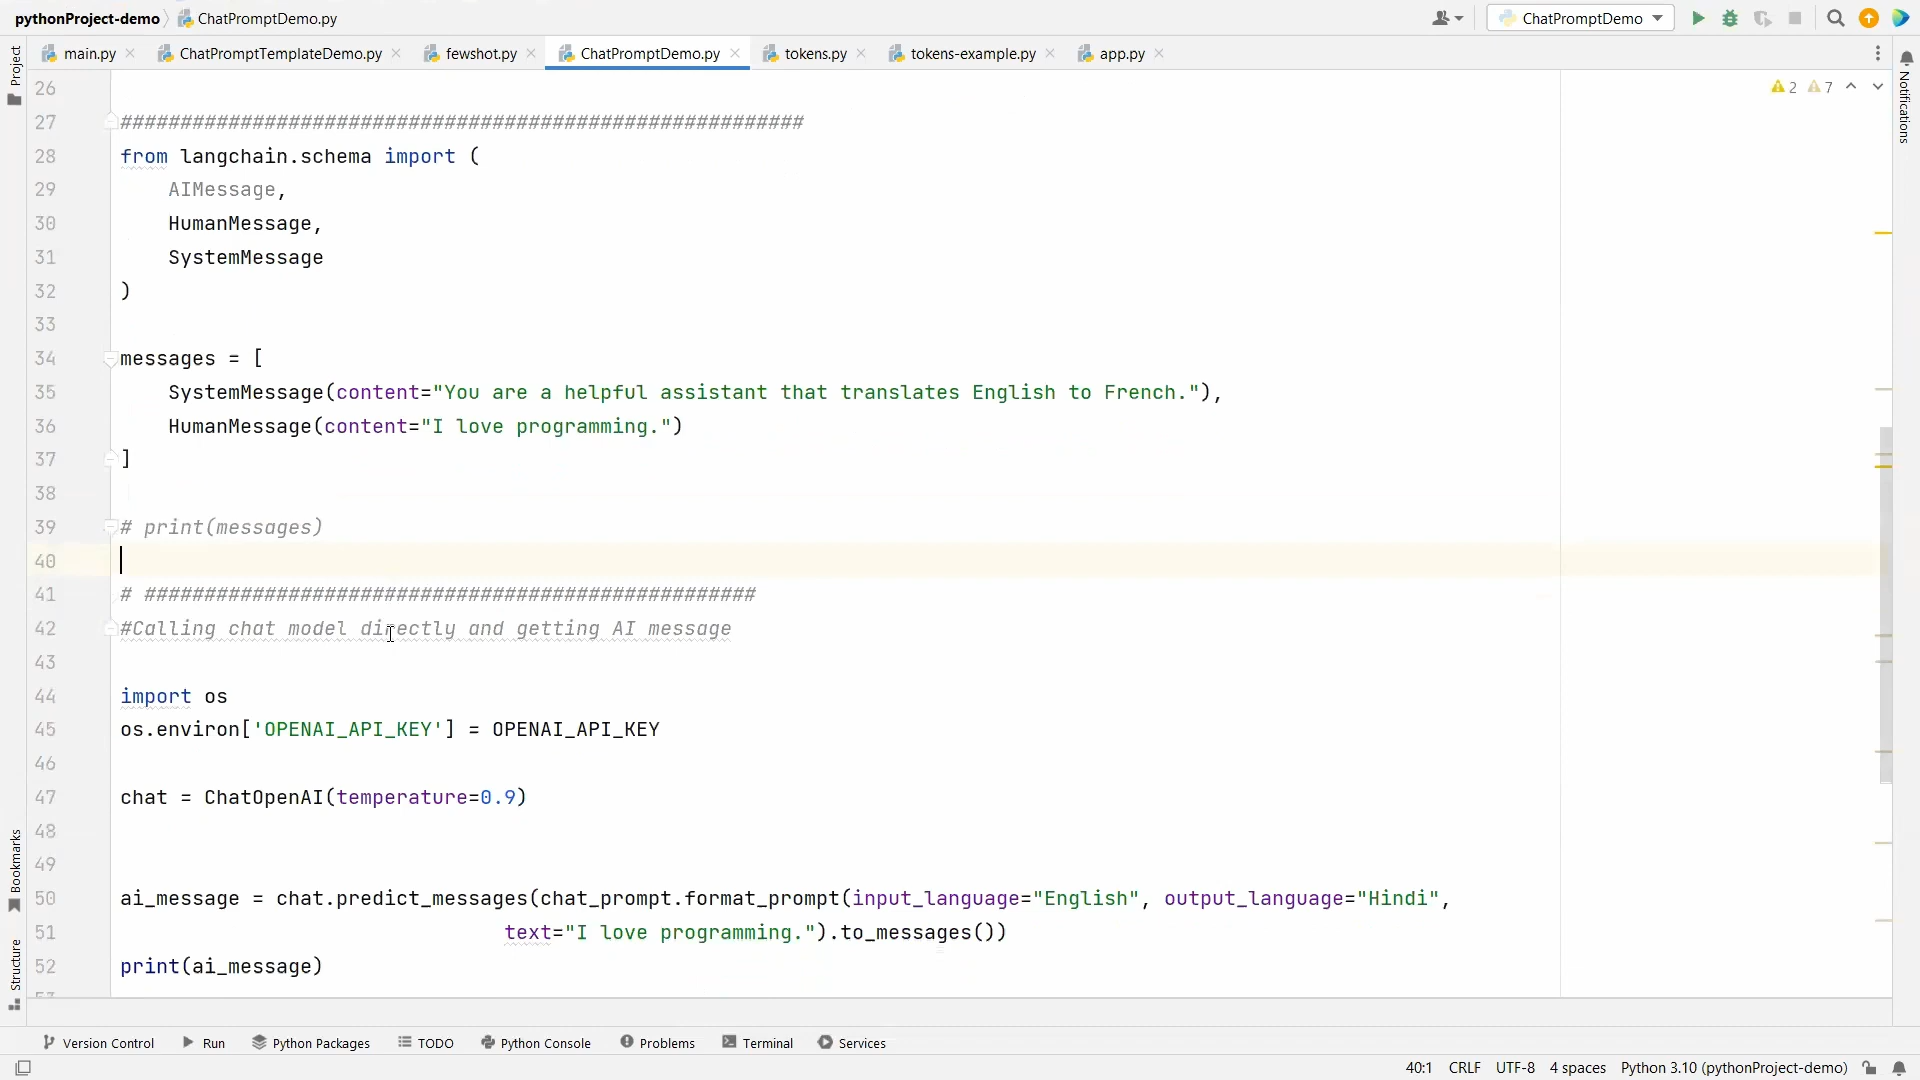 pythonProject-demo ChatPromptDemo.py ChatPromptDemo
main.py ChatPromptTemplateDemo.py fewshot.py ChatPromptDemo.py tokens.py tokens-example.py app.py
Project
Notifications
2 7
26
27 #########################################################
28 from langchain.schema import (
29 AIMessage,
30 HumanMessage,
31 SystemMessage
32 )
33
34 messages = [
35 SystemMessage(content="You are a helpful assistant that translates English to French."),
36 HumanMessage(content="I love programming.")
37 ]
38
39 # print(messages)
40
41 # ###################################################
42 #Calling chat model directly and getting AI message
43
44 import os
45 os.environ['OPENAI_API_KEY'] = OPENAI_API_KEY
46
47 chat = ChatOpenAI(temperature=0.9)
48
49
50 ai_message = chat.predict_messages(chat_prompt.format_prompt(input_language="English", output_language="Hindi",
51 text="I love programming.").to_messages())
52 print(ai_message)
53
Bookmarks
Structure
Version Control Run Python Packages TODO Python Console Problems Terminal Services
40:1 CRLF UTF-8 4 spaces Python 3.10 (pythonProject-demo)